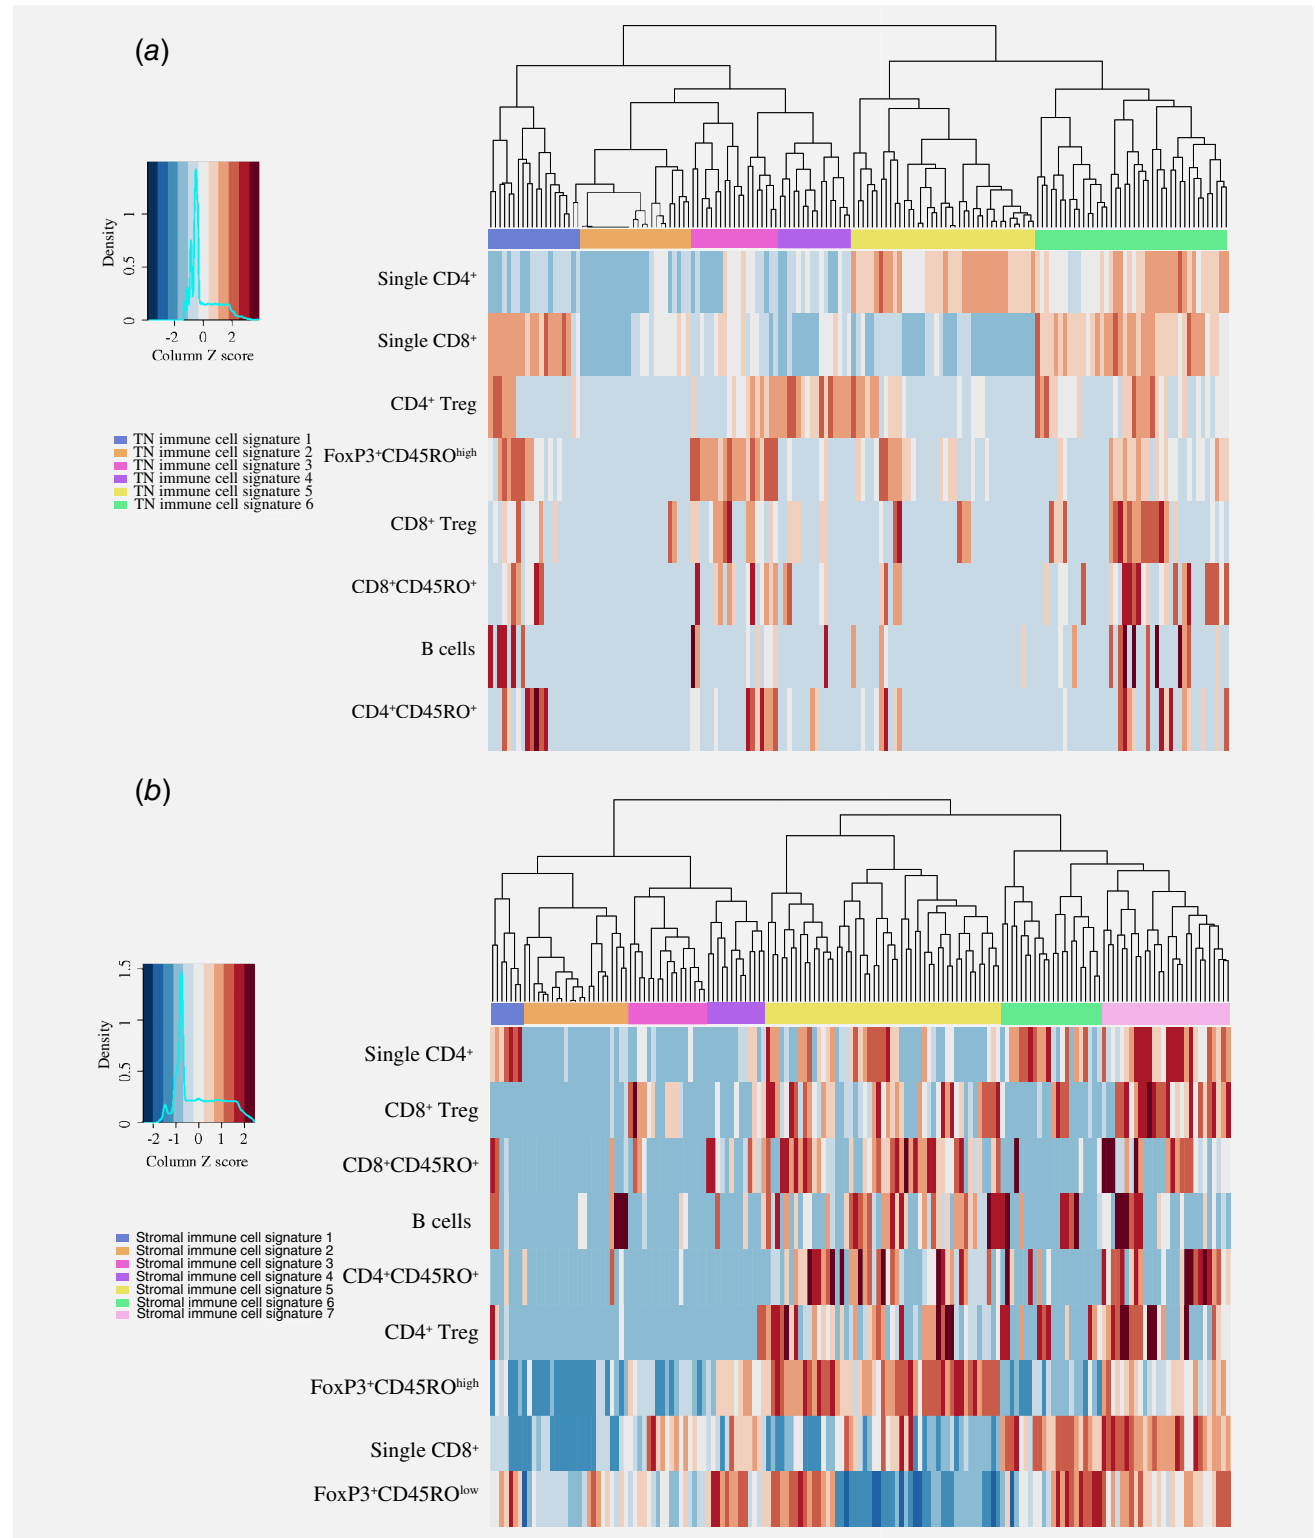 (a)
Density
0
0.5
1
-2 0 2
Column Z score
TN immune cell signature 1
TN immune cell signature 2
TN immune cell signature 3
TN immune cell signature 4
TN immune cell signature 5
TN immune cell signature 6
Single CD4⁺
Single CD8⁺
CD4⁺ Treg
FoxP3⁺CD45ROʰⁱᵍʰ
CD8⁺ Treg
CD8⁺CD45RO⁺
B cells
CD4⁺CD45RO⁺
(b)
Density
0
0.5
1
1.5
-2 -1 0 1 2
Column Z score
Stromal immune cell signature 1
Stromal immune cell signature 2
Stromal immune cell signature 3
Stromal immune cell signature 4
Stromal immune cell signature 5
Stromal immune cell signature 6
Stromal immune cell signature 7
Single CD4⁺
CD8⁺ Treg
CD8⁺CD45RO⁺
B cells
CD4⁺CD45RO⁺
CD4⁺ Treg
FoxP3⁺CD45ROʰⁱᵍʰ
Single CD8⁺
FoxP3⁺CD45ROˡᵒʷ